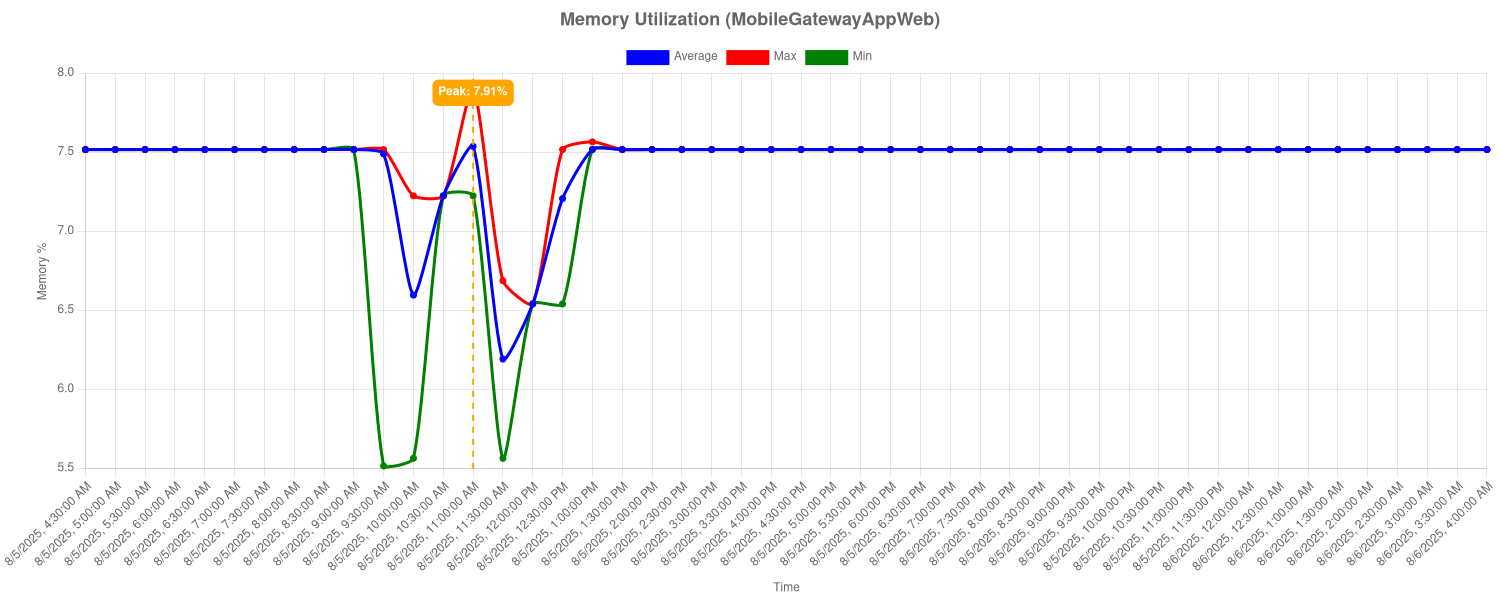 Memory Utilization (MobileGatewayAppWeb)
Average Max Min
Peak: 7.91%
8.0
7.5
7.0
6.5
6.0
5.5
Memory %
8/5/2025, 4:30:00 AM
8/5/2025, 5:00:00 AM
8/5/2025, 5:30:00 AM
8/5/2025, 6:00:00 AM
8/5/2025, 6:30:00 AM
8/5/2025, 7:00:00 AM
8/5/2025, 7:30:00 AM
8/5/2025, 8:00:00 AM
8/5/2025, 8:30:00 AM
8/5/2025, 9:00:00 AM
8/5/2025, 9:30:00 AM
8/5/2025, 10:00:00 AM
8/5/2025, 10:30:00 AM
8/5/2025, 11:00:00 AM
8/5/2025, 11:30:00 AM
8/5/2025, 12:00:00 PM
8/5/2025, 12:30:00 PM
8/5/2025, 1:00:00 PM
8/5/2025, 1:30:00 PM
8/5/2025, 2:00:00 PM
8/5/2025, 2:30:00 PM
8/5/2025, 3:00:00 PM
8/5/2025, 3:30:00 PM
8/5/2025, 4:00:00 PM
8/5/2025, 4:30:00 PM
8/5/2025, 5:00:00 PM
8/5/2025, 5:30:00 PM
8/5/2025, 6:00:00 PM
8/5/2025, 6:30:00 PM
8/5/2025, 7:00:00 PM
8/5/2025, 7:30:00 PM
8/5/2025, 8:00:00 PM
8/5/2025, 8:30:00 PM
8/5/2025, 9:00:00 PM
8/5/2025, 9:30:00 PM
8/5/2025, 10:00:00 PM
8/5/2025, 10:30:00 PM
8/5/2025, 11:00:00 PM
8/5/2025, 11:30:00 PM
8/6/2025, 12:00:00 AM
8/6/2025, 12:30:00 AM
8/6/2025, 1:00:00 AM
8/6/2025, 1:30:00 AM
8/6/2025, 2:00:00 AM
8/6/2025, 2:30:00 AM
8/6/2025, 3:00:00 AM
8/6/2025, 3:30:00 AM
8/6/2025, 4:00:00 AM
Time